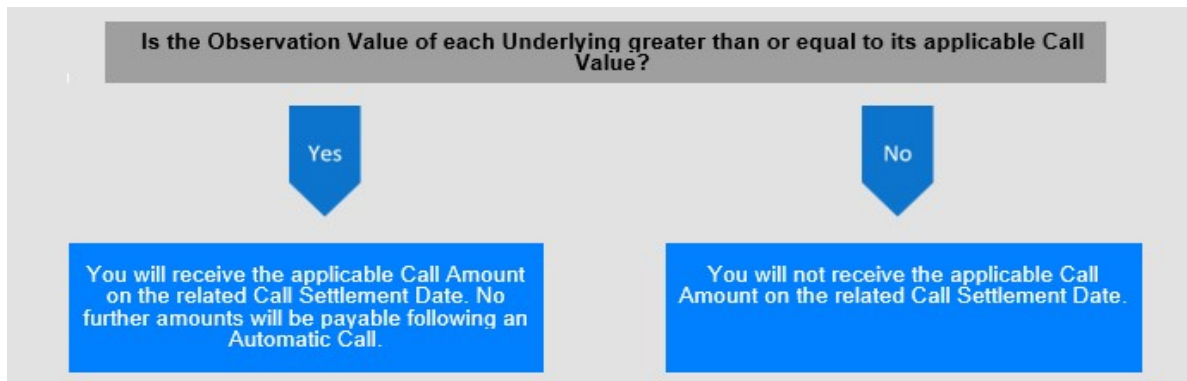 Is the Observation Value of each Underlying greater than or equal to its applicable Call
Value?
Yes
No
You will receive the applicable Call Amount
on the related Call Settlement Date. No
further amounts will be payable following an
Automatic Call.
You will not receive the applicable Call
Amount on the related Call Settlement Date.